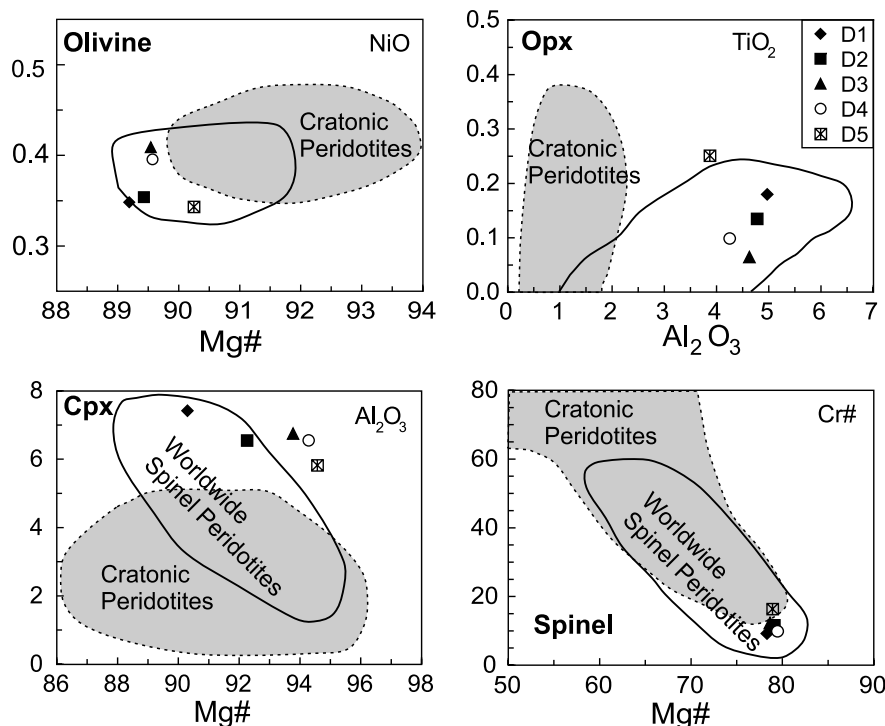 Olivine
NiO
0.5
0.4
0.3
Cratonic
Peridotites
88 89 90 91 92 93 94
Mg#
Opx
TiO₂
0.5
0.4
0.3
0.2
0.1
0.0
Cratonic
Peridotites
0 1 2 3 4 5 6 7
Al₂O₃
D1
D2
D3
D4
D5
Cpx
Al₂O₃
8
6
4
2
0
Worldwide
Spinel Peridotites
Cratonic
Peridotites
86 88 90 92 94 96 98
Mg#
Cr#
80
60
40
20
0
Cratonic
Peridotites
Worldwide
Spinel Peridotites
Spinel
50 60 70 80 90
Mg#